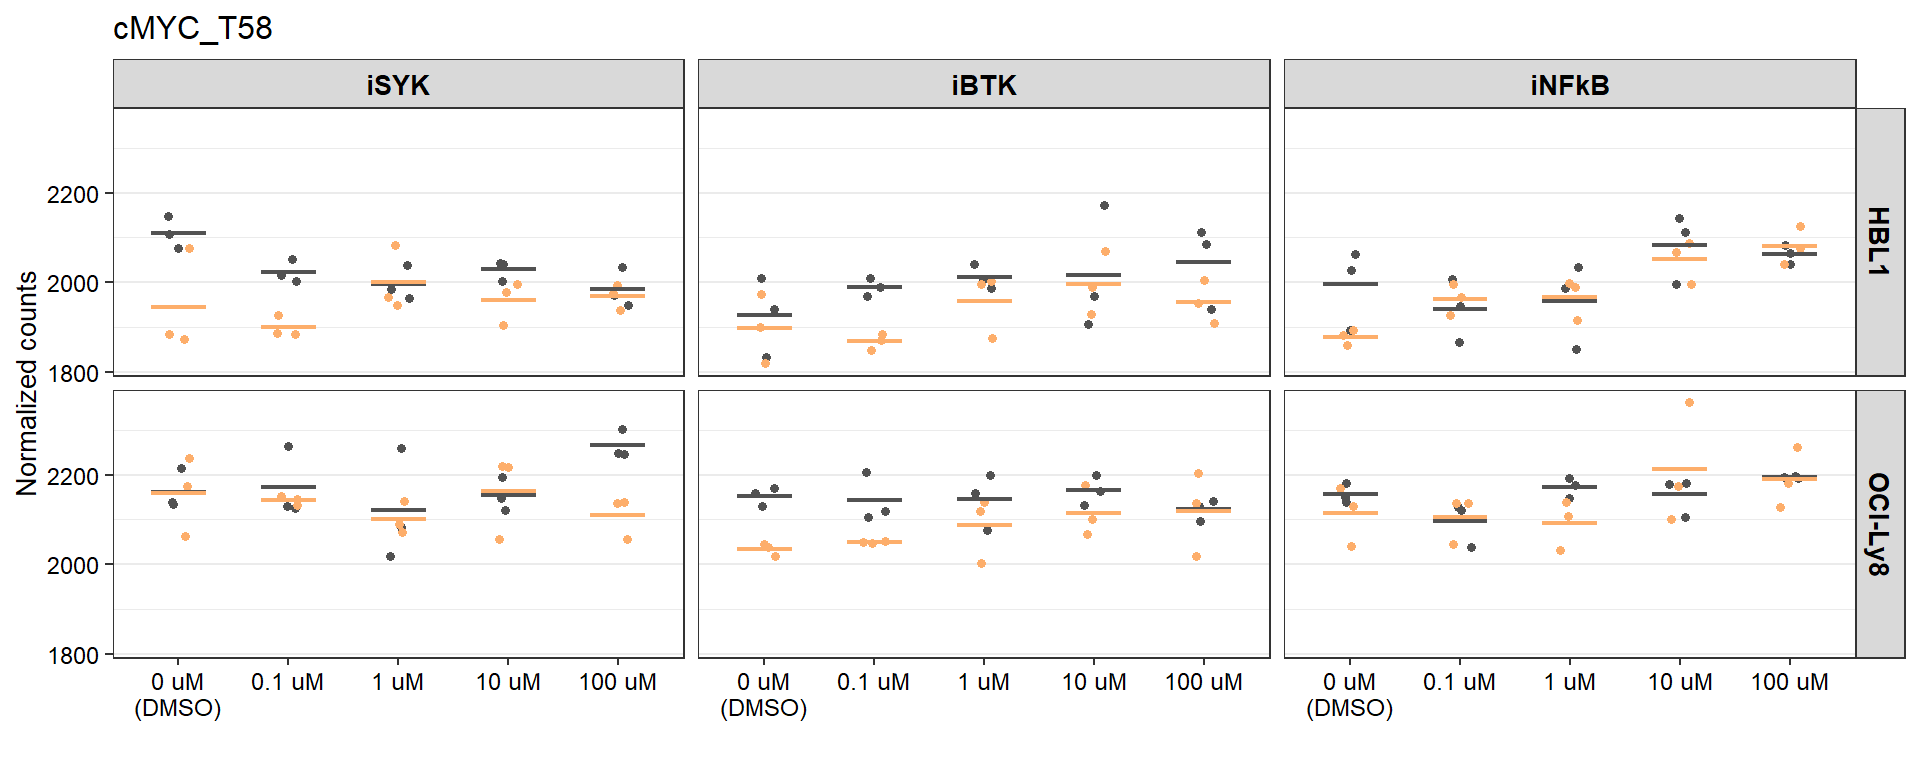 cMYC_T58
iSYK
iBTK
iNFkB
Normalized counts
2200
2000
1800
HBL1
2200
2000
1800
OCI-Ly8
0 uM
(DMSO)
0.1 uM
1 uM
10 uM
100 uM
0 uM
(DMSO)
0.1 uM
1 uM
10 uM
100 uM
0 uM
(DMSO)
0.1 uM
1 uM
10 uM
100 uM